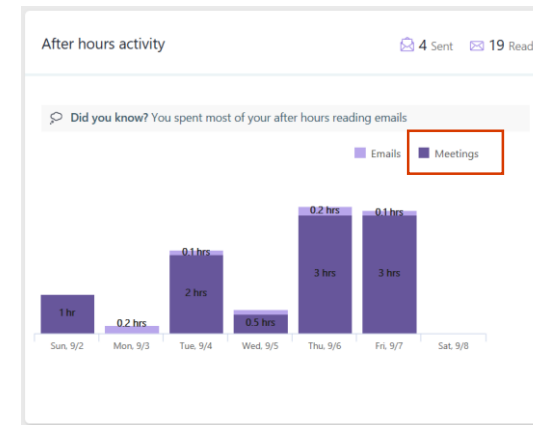 After hours activity 4 Sent 19 Read
Did you know? You spent most of your after hours reading emails
Emails Meetings
0.2 hrs 0.1 hrs
0.1 hrs
3 hrs 3 hrs
2 hrs
1 hr 0.2 hrs 0.5 hrs
Sun, 9/2 Mon, 9/3 Tue, 9/4 Wed, 9/5 Thu, 9/6 Fri, 9/7 Sat, 9/8